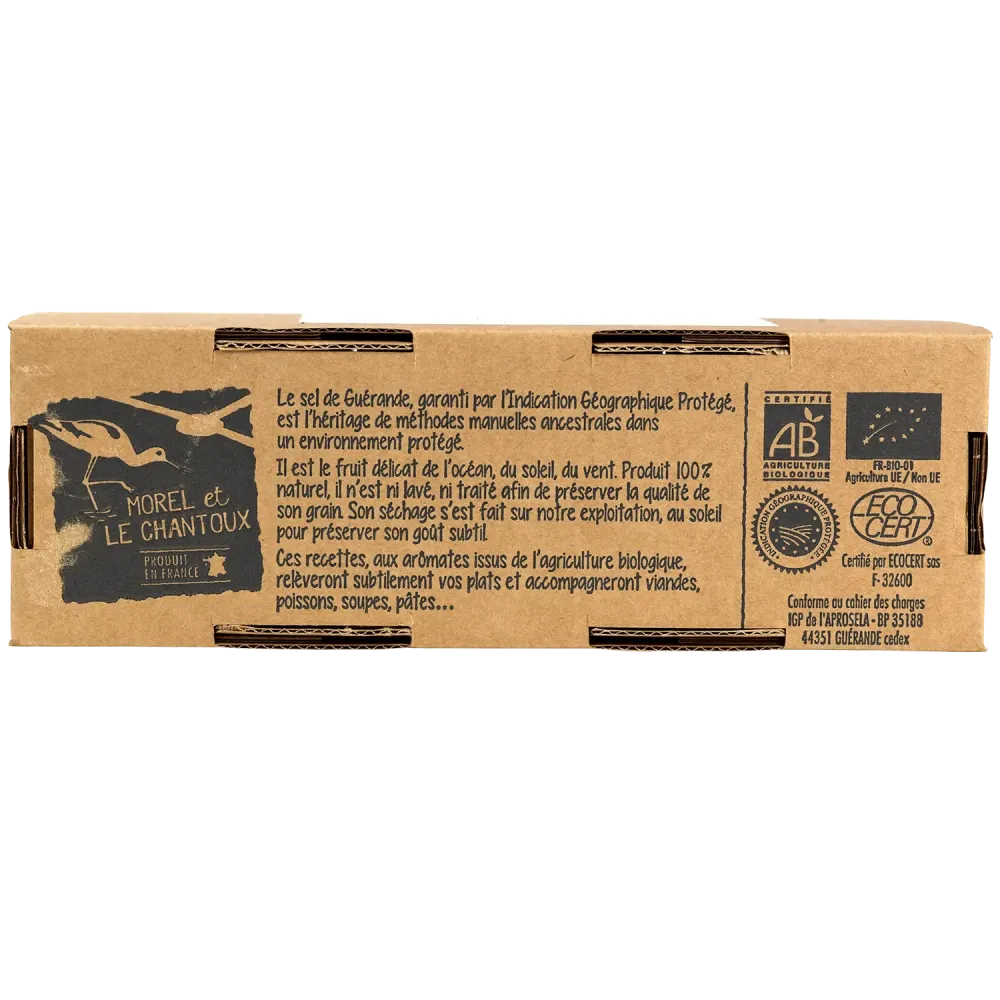 MOREL et
LE CHANTOUX
PRODUIT
EN FRANCE
Le sel de Guérande, garanti par l'Indication Géographique Protégé,
est l'héritage de méthodes manuelles ancestrales dans
un environnement protégé.
Il est le fruit délicat de l'océan, du soleil, du vent. Produit 100%
naturel, il n'est ni lavé, ni traité afin de préserver la qualité de
son grain. Son séchage s'est fait sur notre exploitation, au soleil
pour préserver son goût subtil.
Ces recettes, aux arômates issus de l'agriculture biologique,
relèveront subtilement vos plats et accompagneront viandes,
poissons, soupes, pâtes...
CERTIFIÉ
AB
AGRICULTURE
BIOLOGIQUE
FR-BIO-01
Agriculture UE / Non UE
INDICATION GÉOGRAPHIQUE PROTÉGÉE
ECO
CERT
®
Certifié par ECOCERT sas
F-32600
Conforme au cahier des charges
IGP de l'APROSELA - BP 35188
44351 GUÉRANDE cedex